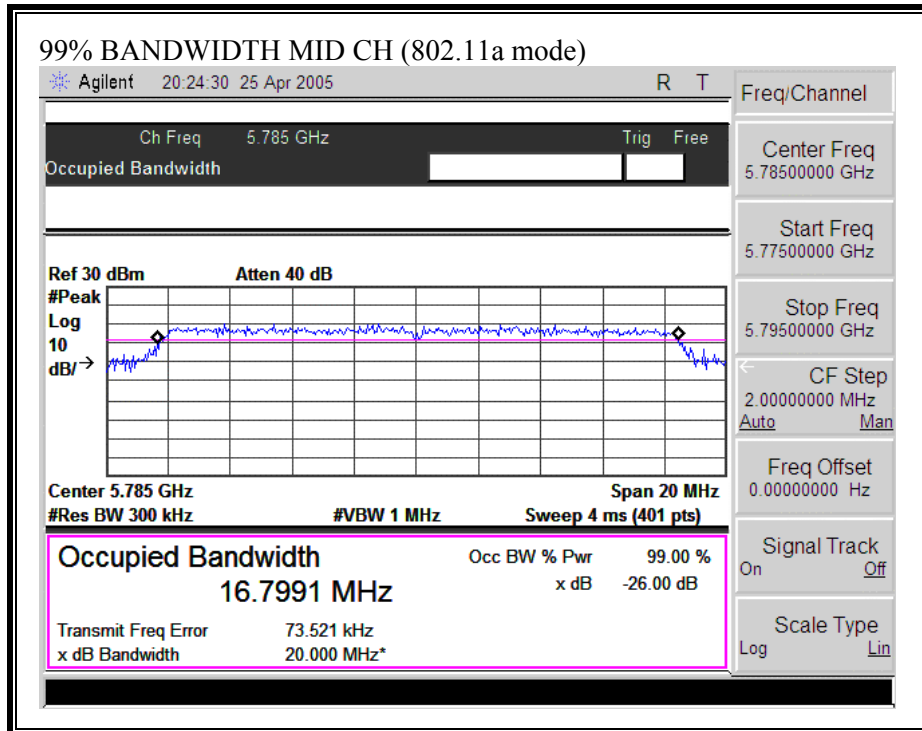 99% BANDWIDTH MID CH (802.11a mode)
Agilent 20:24:30 25 Apr 2005 R T
Freq/Channel
Ch Freq 5.785 GHz Trig Free
Occupied Bandwidth
Center Freq
5.78500000 GHz
Start Freq
5.77500000 GHz
Stop Freq
5.79500000 GHz
CF Step
2.00000000 MHz
Auto Man
Freq Offset
0.00000000 Hz
Signal Track
On Off
Scale Type
Log Lin
Ref 30 dBm Atten 40 dB
#Peak
Log
10
dB/
Center 5.785 GHz Span 20 MHz
#Res BW 300 kHz #VBW 1 MHz Sweep 4 ms (401 pts)
Occupied Bandwidth
16.7991 MHz
Occ BW % Pwr 99.00 %
x dB -26.00 dB
Transmit Freq Error 73.521 kHz
x dB Bandwidth 20.000 MHz*